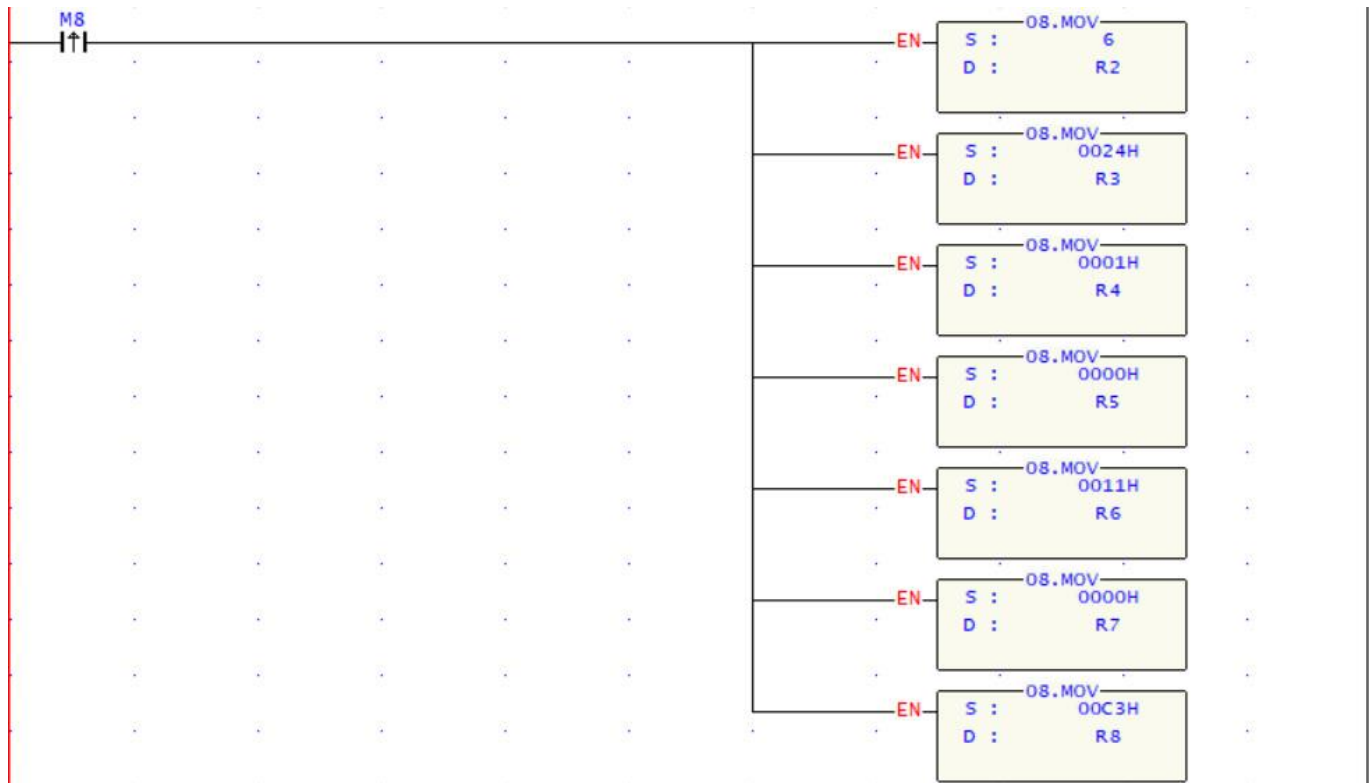 M8
08.MOV
EN S : 6
D : R2
08.MOV
EN S : 0024H
D : R3
08.MOV
EN S : 0001H
D : R4
08.MOV
EN S : 0000H
D : R5
08.MOV
EN S : 0011H
D : R6
08.MOV
EN S : 0000H
D : R7
08.MOV
EN S : 00C3H
D : R8